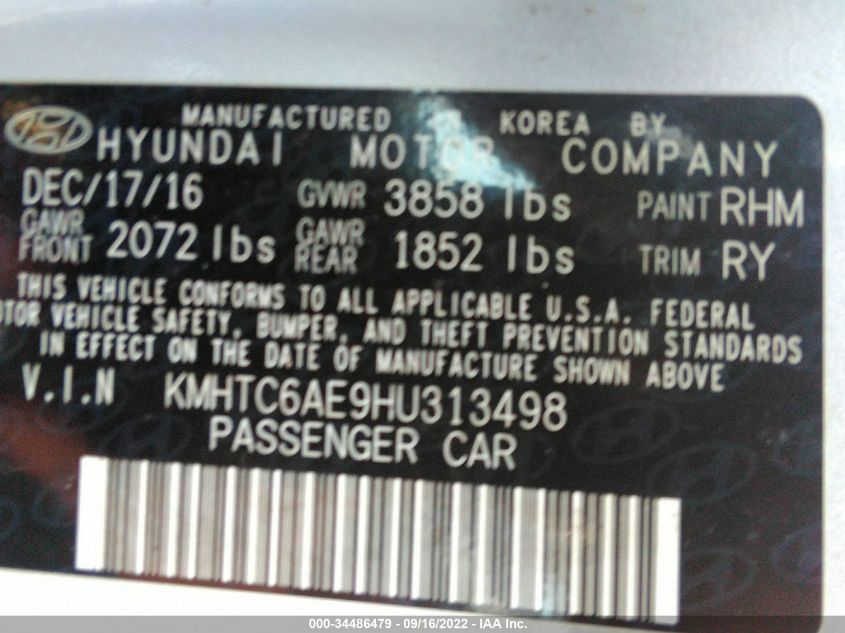 MANUFACTURED IN KOREA BY
HYUNDAI MOTOR COMPANY
DEC/17/16 GVWR 3858 lbs PAINT RHM
GAWR FRONT 2072 lbs GAWR REAR 1852 lbs TRIM RY
THIS VEHICLE CONFORMS TO ALL APPLICABLE U.S.A. FEDERAL
OTOR VEHICLE SAFETY, BUMPER, AND THEFT PREVENTION STANDARDS
IN EFFECT ON THE DATE OF MANUFACTURE SHOWN ABOVE
V.I.N KMHTC6AE9HU313498
PASSENGER CAR
000-34486479 - 09/16/2022 - IAA Inc.